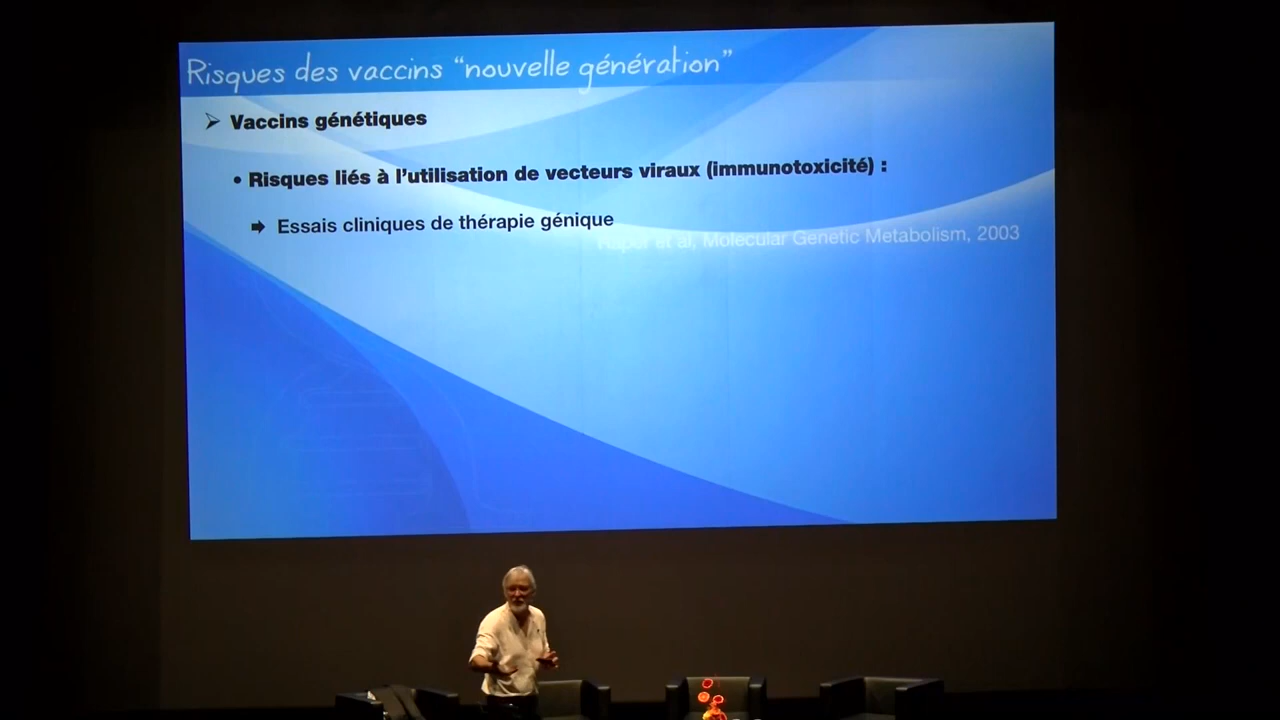 Risques des vaccins “nouvelle génération”
➢ Vaccins génétiques
• Risques liés à l’utilisation de vecteurs viraux (immunotoxicité) :
➡ Essais cliniques de thérapie génique
Raper et al, Molecular Genetic Metabolism, 2003